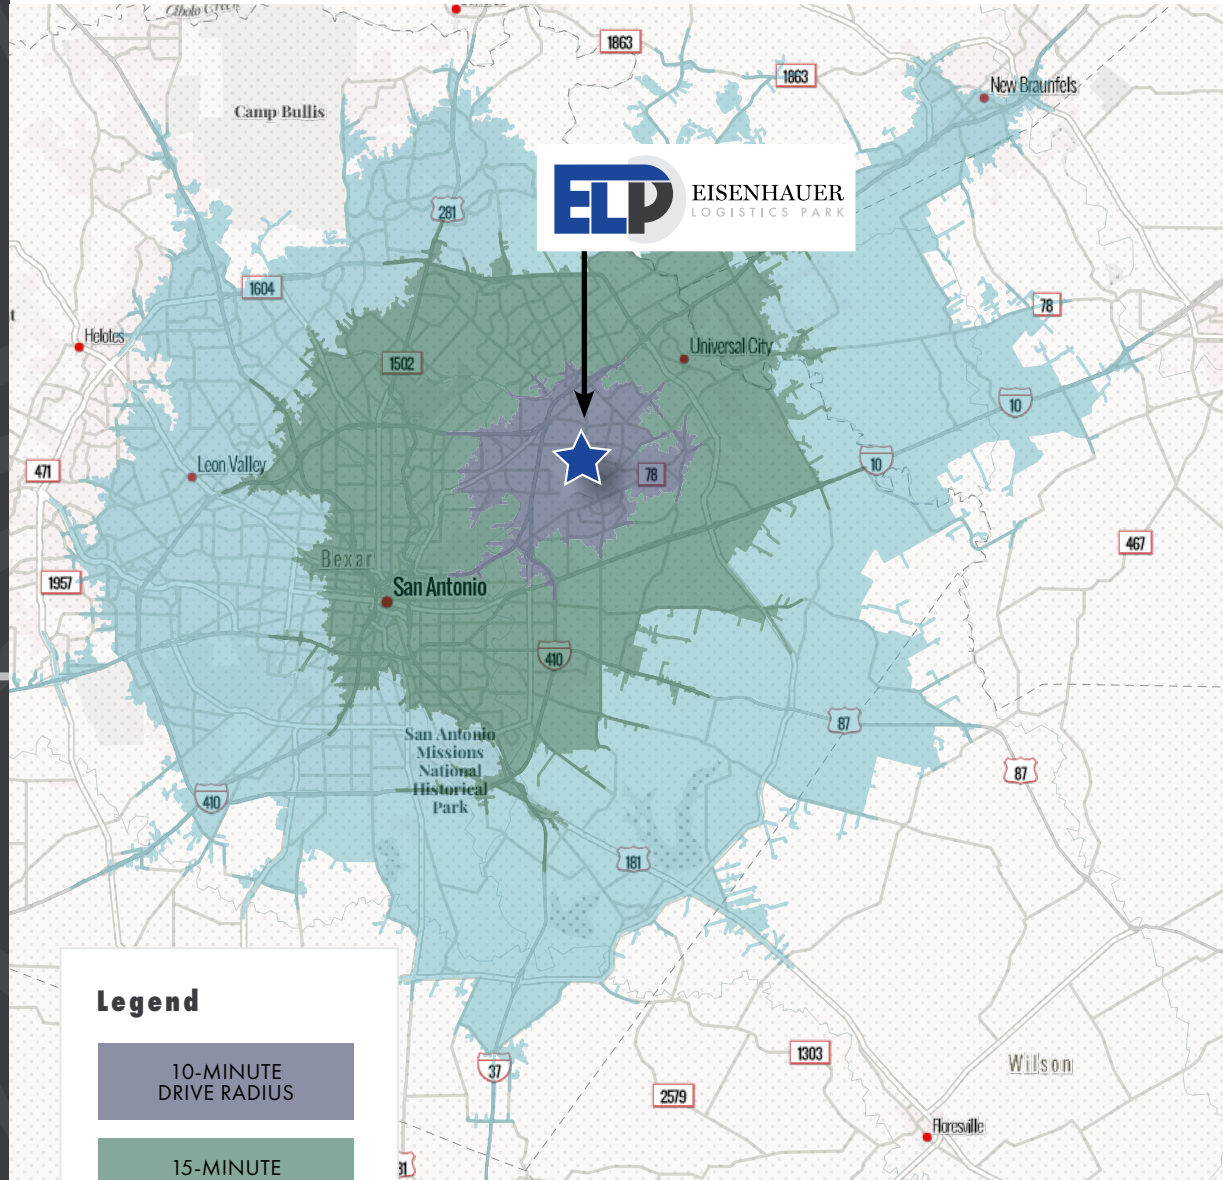 Cibolo Creek
1863
1863
New Braunfels
Camp Bullis
ELP
EISENHAUER
LOGISTICS PARK
281
1604
78
Helotes
Universal City
1502
10
10
471
Leon Valley
78
467
Bexar
1957
San Antonio
410
87
San Antonio
Missions
National
Historical
Park
87
410
181
Legend
10-MINUTE
DRIVE RADIUS
15-MINUTE
37
1303
Wilson
2579
Floresville